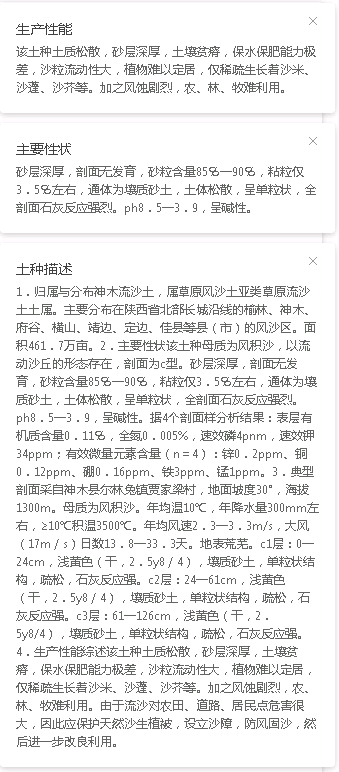 生产性能
该土种土质松散，砂层深厚，土壤贫瘠，保水保肥能力极
差，沙粒流动性大，植物难以定居，仅稀疏生长着沙米、
沙蓬、沙芥等。加之风蚀剧烈，农、林、牧难利用。
主要性状
砂层深厚，剖面无发育，砂粒含量85%—90%，粘粒仅
3．5%左右，通体为壤质砂土，土体松散，呈单粒状，全
剖面石灰反应强烈。ph8．5—3．9，呈碱性。
土种描述
1．归属与分布神木流沙土，属草原风沙土亚类草原流沙
土土属。主要分布在陕西省北部长城沿线的榆林、神木、
府谷、横山、靖边、定边、佳县等县（市）的风沙区。面
积461．7万亩。2．主要性状该土种母质为风积沙，以流
动沙丘的形态存在，剖面为c型。砂层深厚，剖面无发
育，砂粒含量85%—90%，粘粒仅3．5%左右，通体为壤
质砂土，土体松散，呈单粒状，全剖面石灰反应强烈。
ph8．5—3．9，呈碱性。据4个剖面样分析结果：表层有
机质含量0．11%，全氮0．005%，速效磷4pnm，速效钾
34ppm；有效微量元素含量（n＝4）：锌0．2ppm、铜
0．12ppm、硼0．16ppm、铁3ppm、锰1ppm。3．典型
剖面采自神木县尔林兔镇贾家梁村，地面坡度30°，海拔
1300m。母质为风积沙。年均温10℃，年降水量300mm左
右，≥10℃积温3500℃。年均风速2．3—3．3m/s，大风
（17m／s）日数13．8—33．3天。地表荒芜。c1层：0—
24cm，浅黄色（干，2．5y8／4），壤质砂土，单粒状结
构，疏松，石灰反应强。c2层：24—61cm，浅黄色
（干，2．5y8／4），壤质砂土，单粒状结构，疏松，石
灰反应强。c3层：61—126cm，浅黄色（干，2．
5y8/4），壤质砂土，单粒状结构，疏松，石灰反应强。
4．生产性能综述该土种土质松散，砂层深厚，土壤贫
瘠，保水保肥能力极差，沙粒流动性大，植物难以定居，
仅稀疏生长着沙米、沙蓬、沙芥等。加之风蚀剧烈，农、
林、牧难利用。由于流沙对农田、道路、居民点危害很
大，因此应保护天然沙生植被，设立沙障，防风固沙，然
后进一步改良利用。